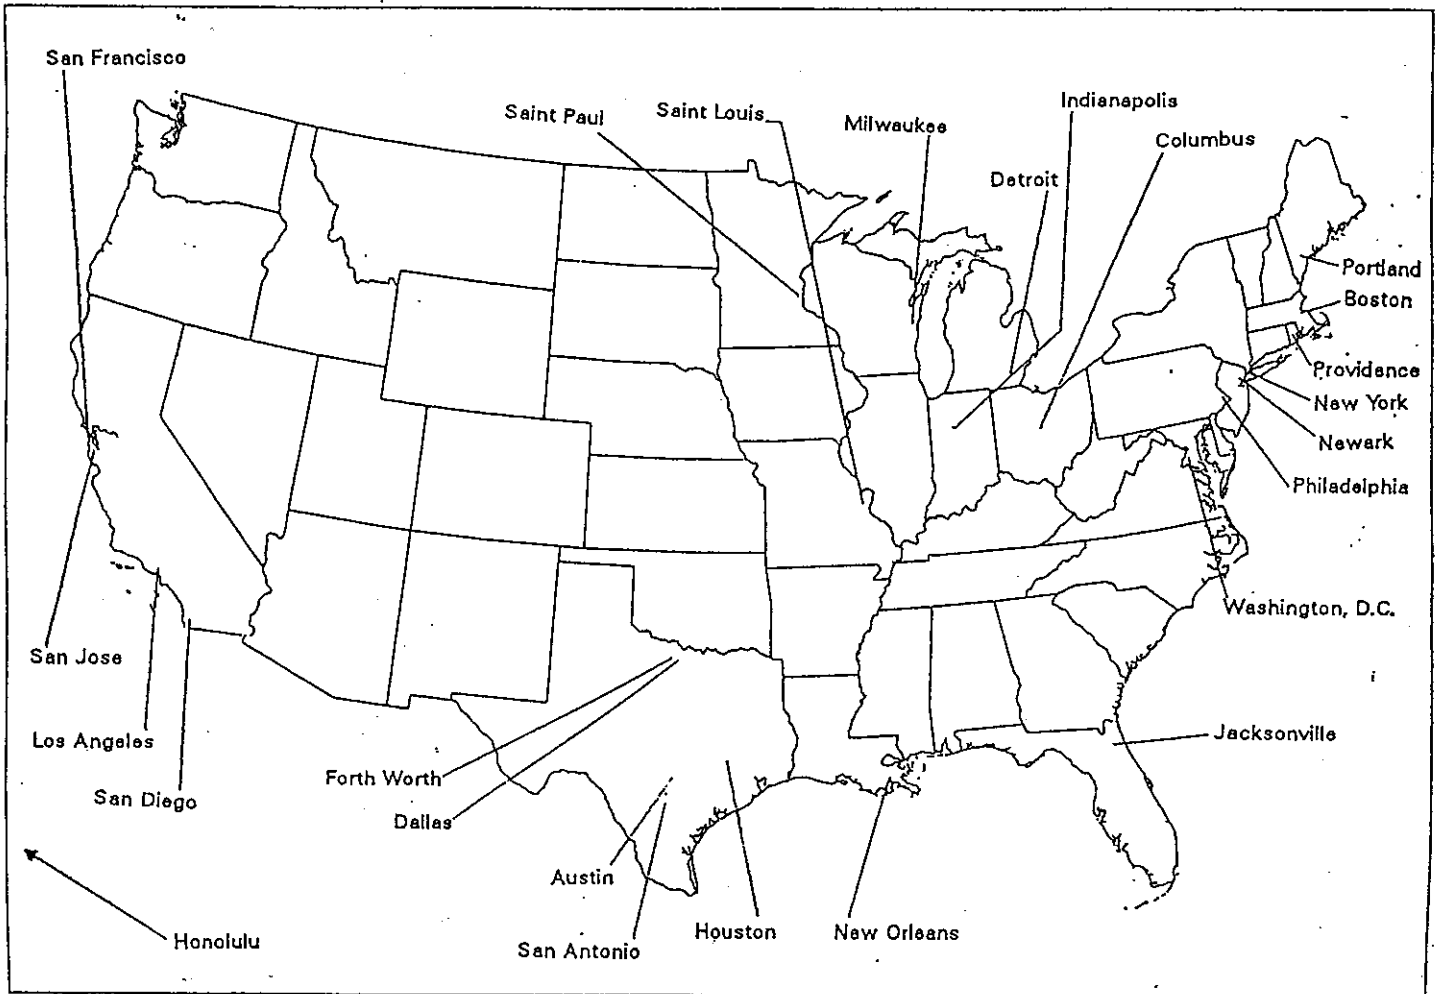 San Francisco
Saint Paul
Saint Louis
Milwaukee
Indianapolis
Columbus
Detroit
Portland
Boston
Providence
New York
Newark
Philadelphia
Washington, D.C.
San Jose
Los Angeles
San Diego
Forth Worth
Dallas
Jacksonville
Austin
San Antonio
Houston
New Orleans
Honolulu